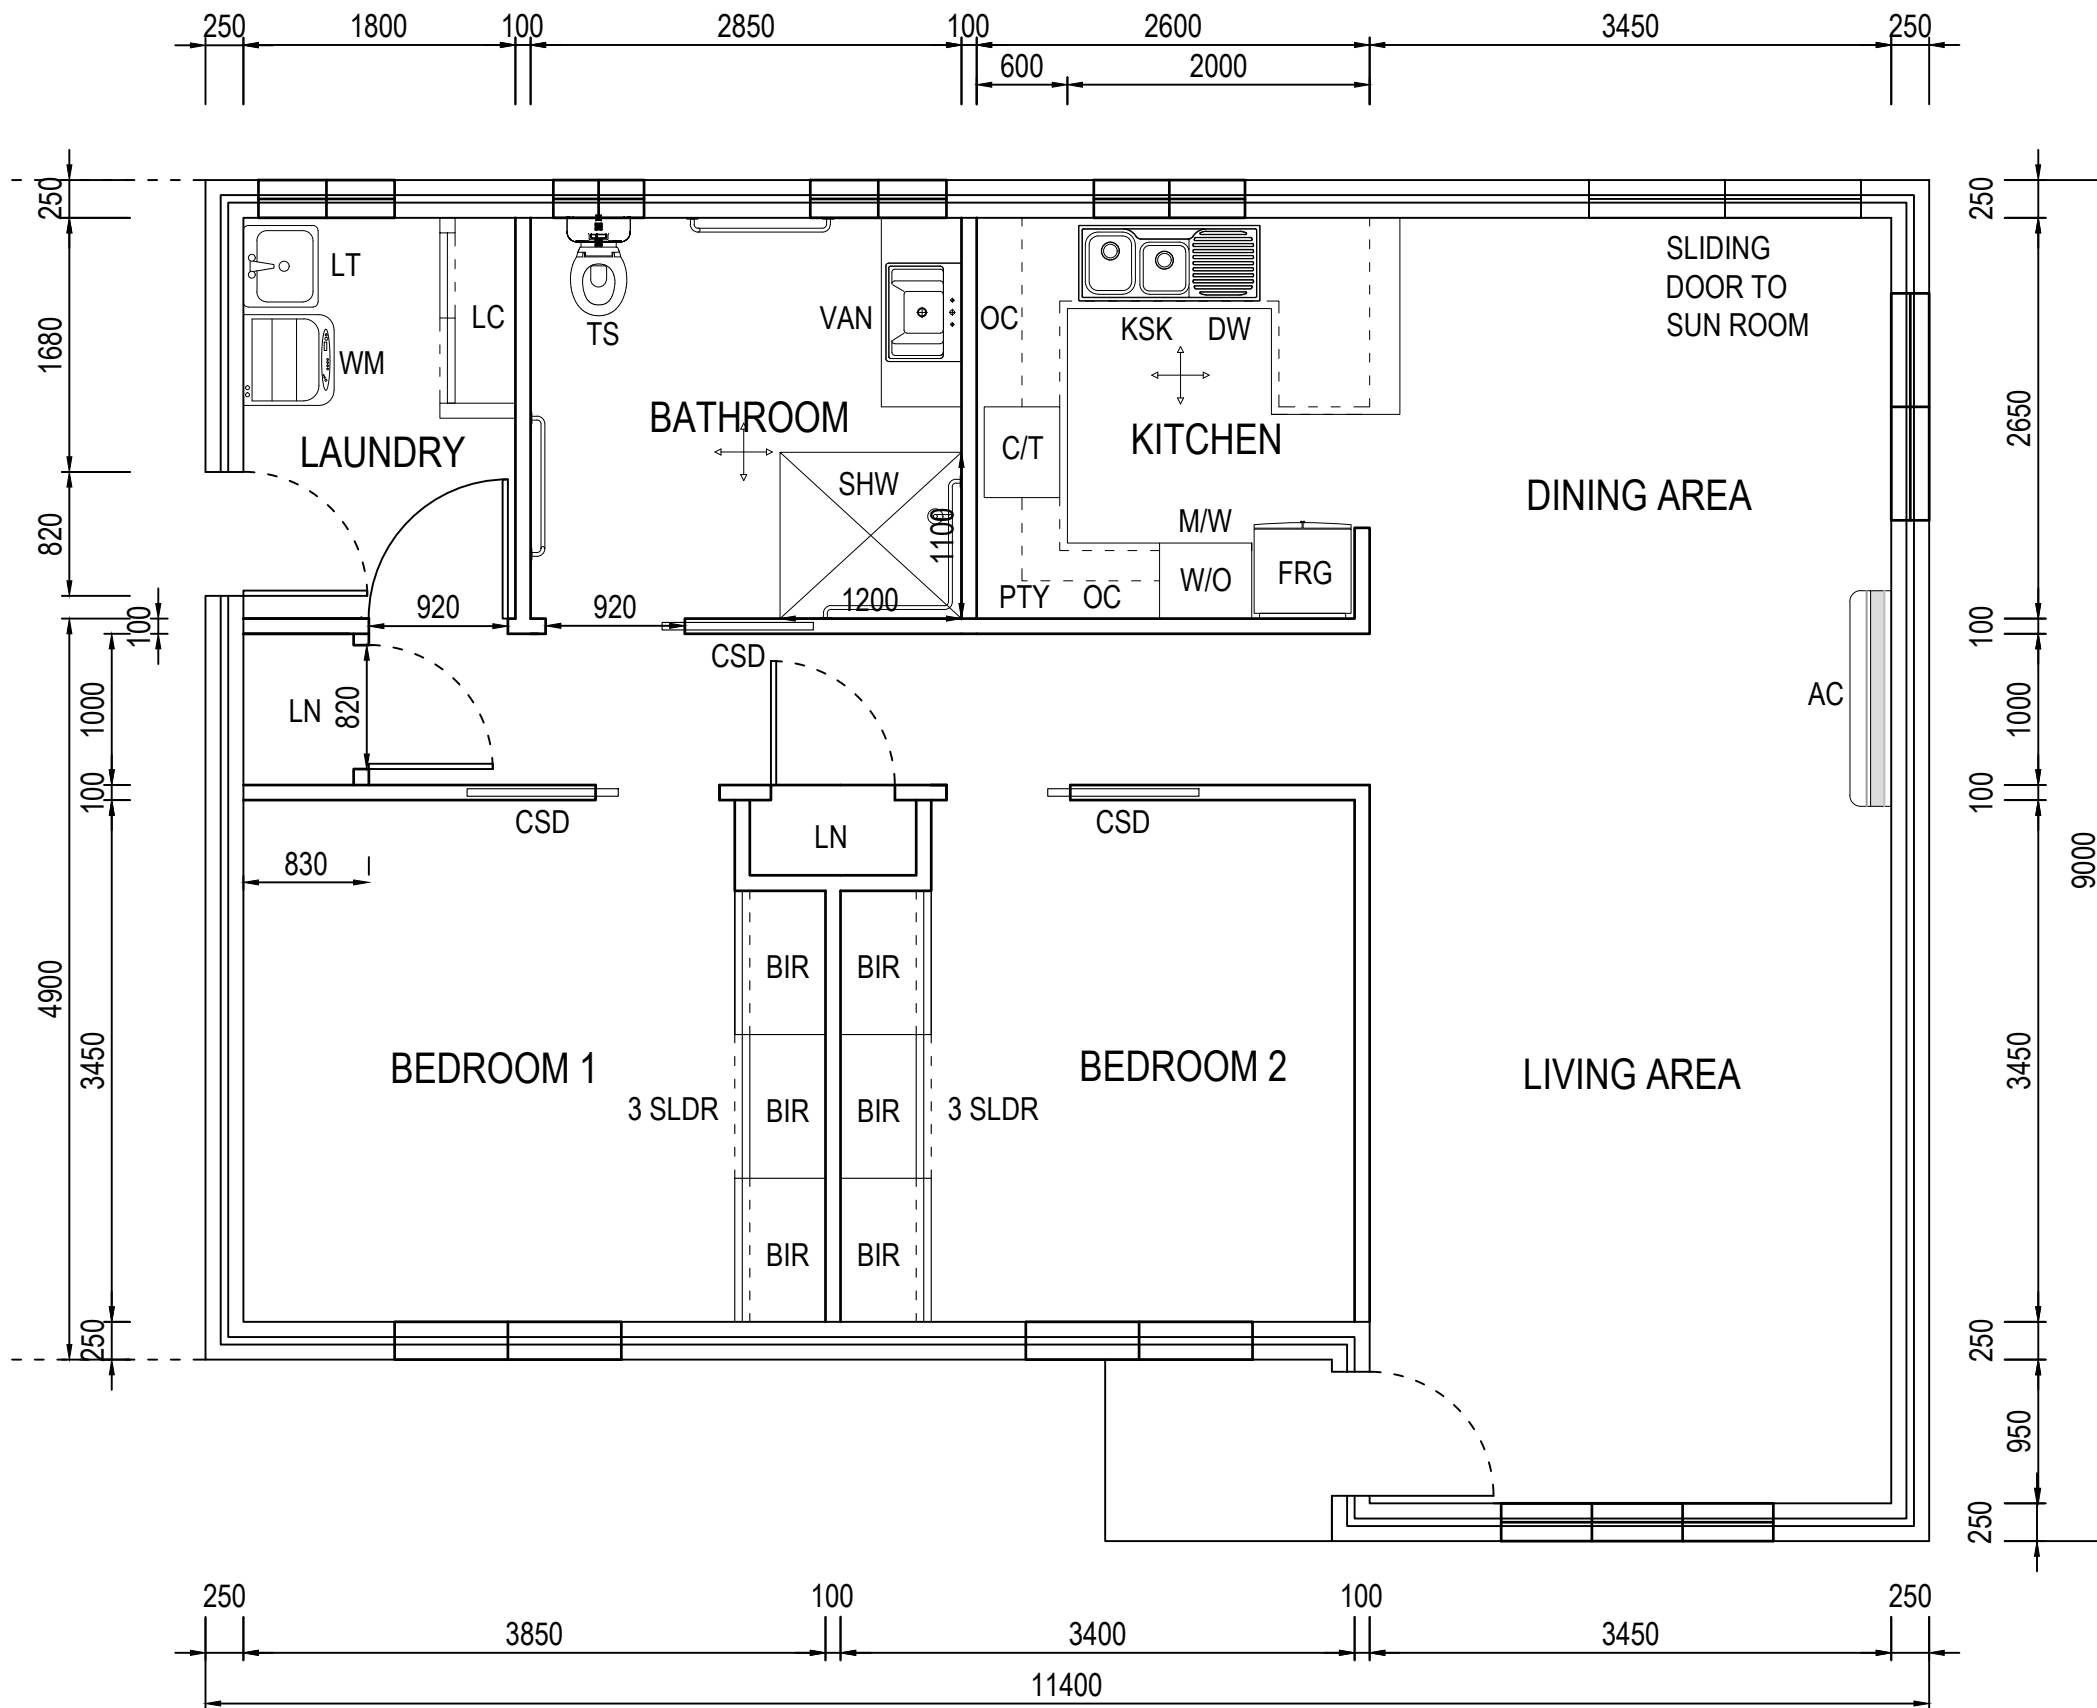 250 1800 100 2850 100 2600 3450 250
600 2000
250
1680
820
100
1000
100
4900
3450
250
LT
LC
WM
LAUNDRY
TS
VAN
BATHROOM
SHW
1100
1200
920
920
OC
KSK DW
KITCHEN
C/T
M/W
W/O
FRG
PTY OC
SLIDING
DOOR TO
SUN ROOM
DINING AREA
AC
CSD
LN
820
CSD
LN
CSD
830
BEDROOM 1
3 SLDR
BIR BIR
BIR BIR
BIR BIR
3 SLDR
BEDROOM 2
LIVING AREA
250
2650
100
1000
100
9000
3450
250
950
250
250 100 100 250
3850 3400 3450
11400